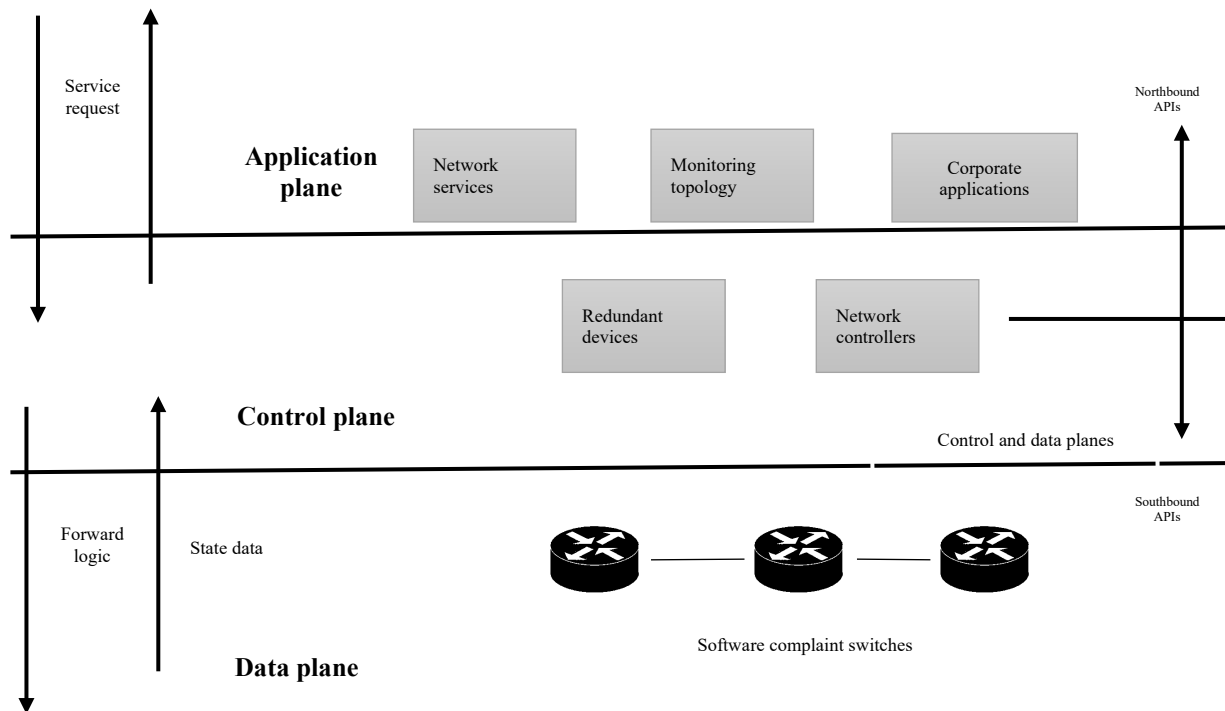 Service
request
Northbound
APIs
Application
plane
Network
services
Monitoring
topology
Corporate
applications
Redundant
devices
Network
controllers
Control plane
Control and data planes
Southbound
APIs
Forward
logic
State data
Software complaint switches
Data plane